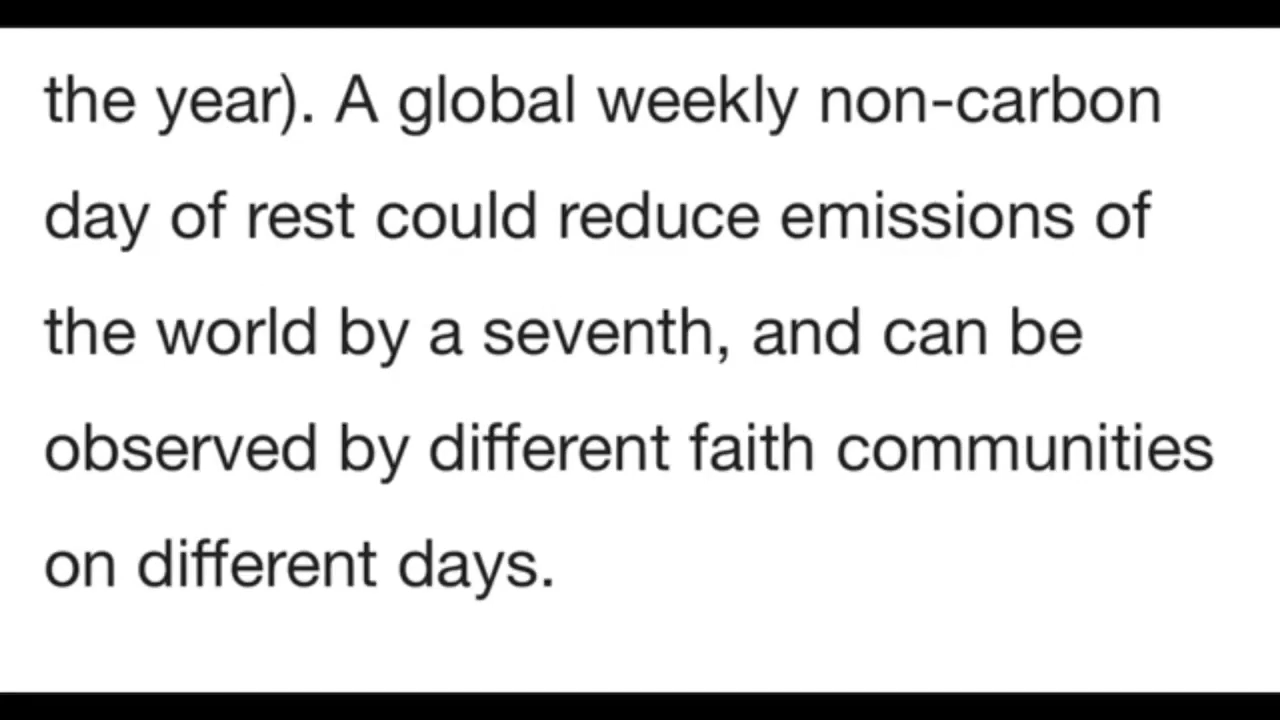 the year). A global weekly non-carbon
day of rest could reduce emissions of
the world by a seventh, and can be
observed by different faith communities
on different days.